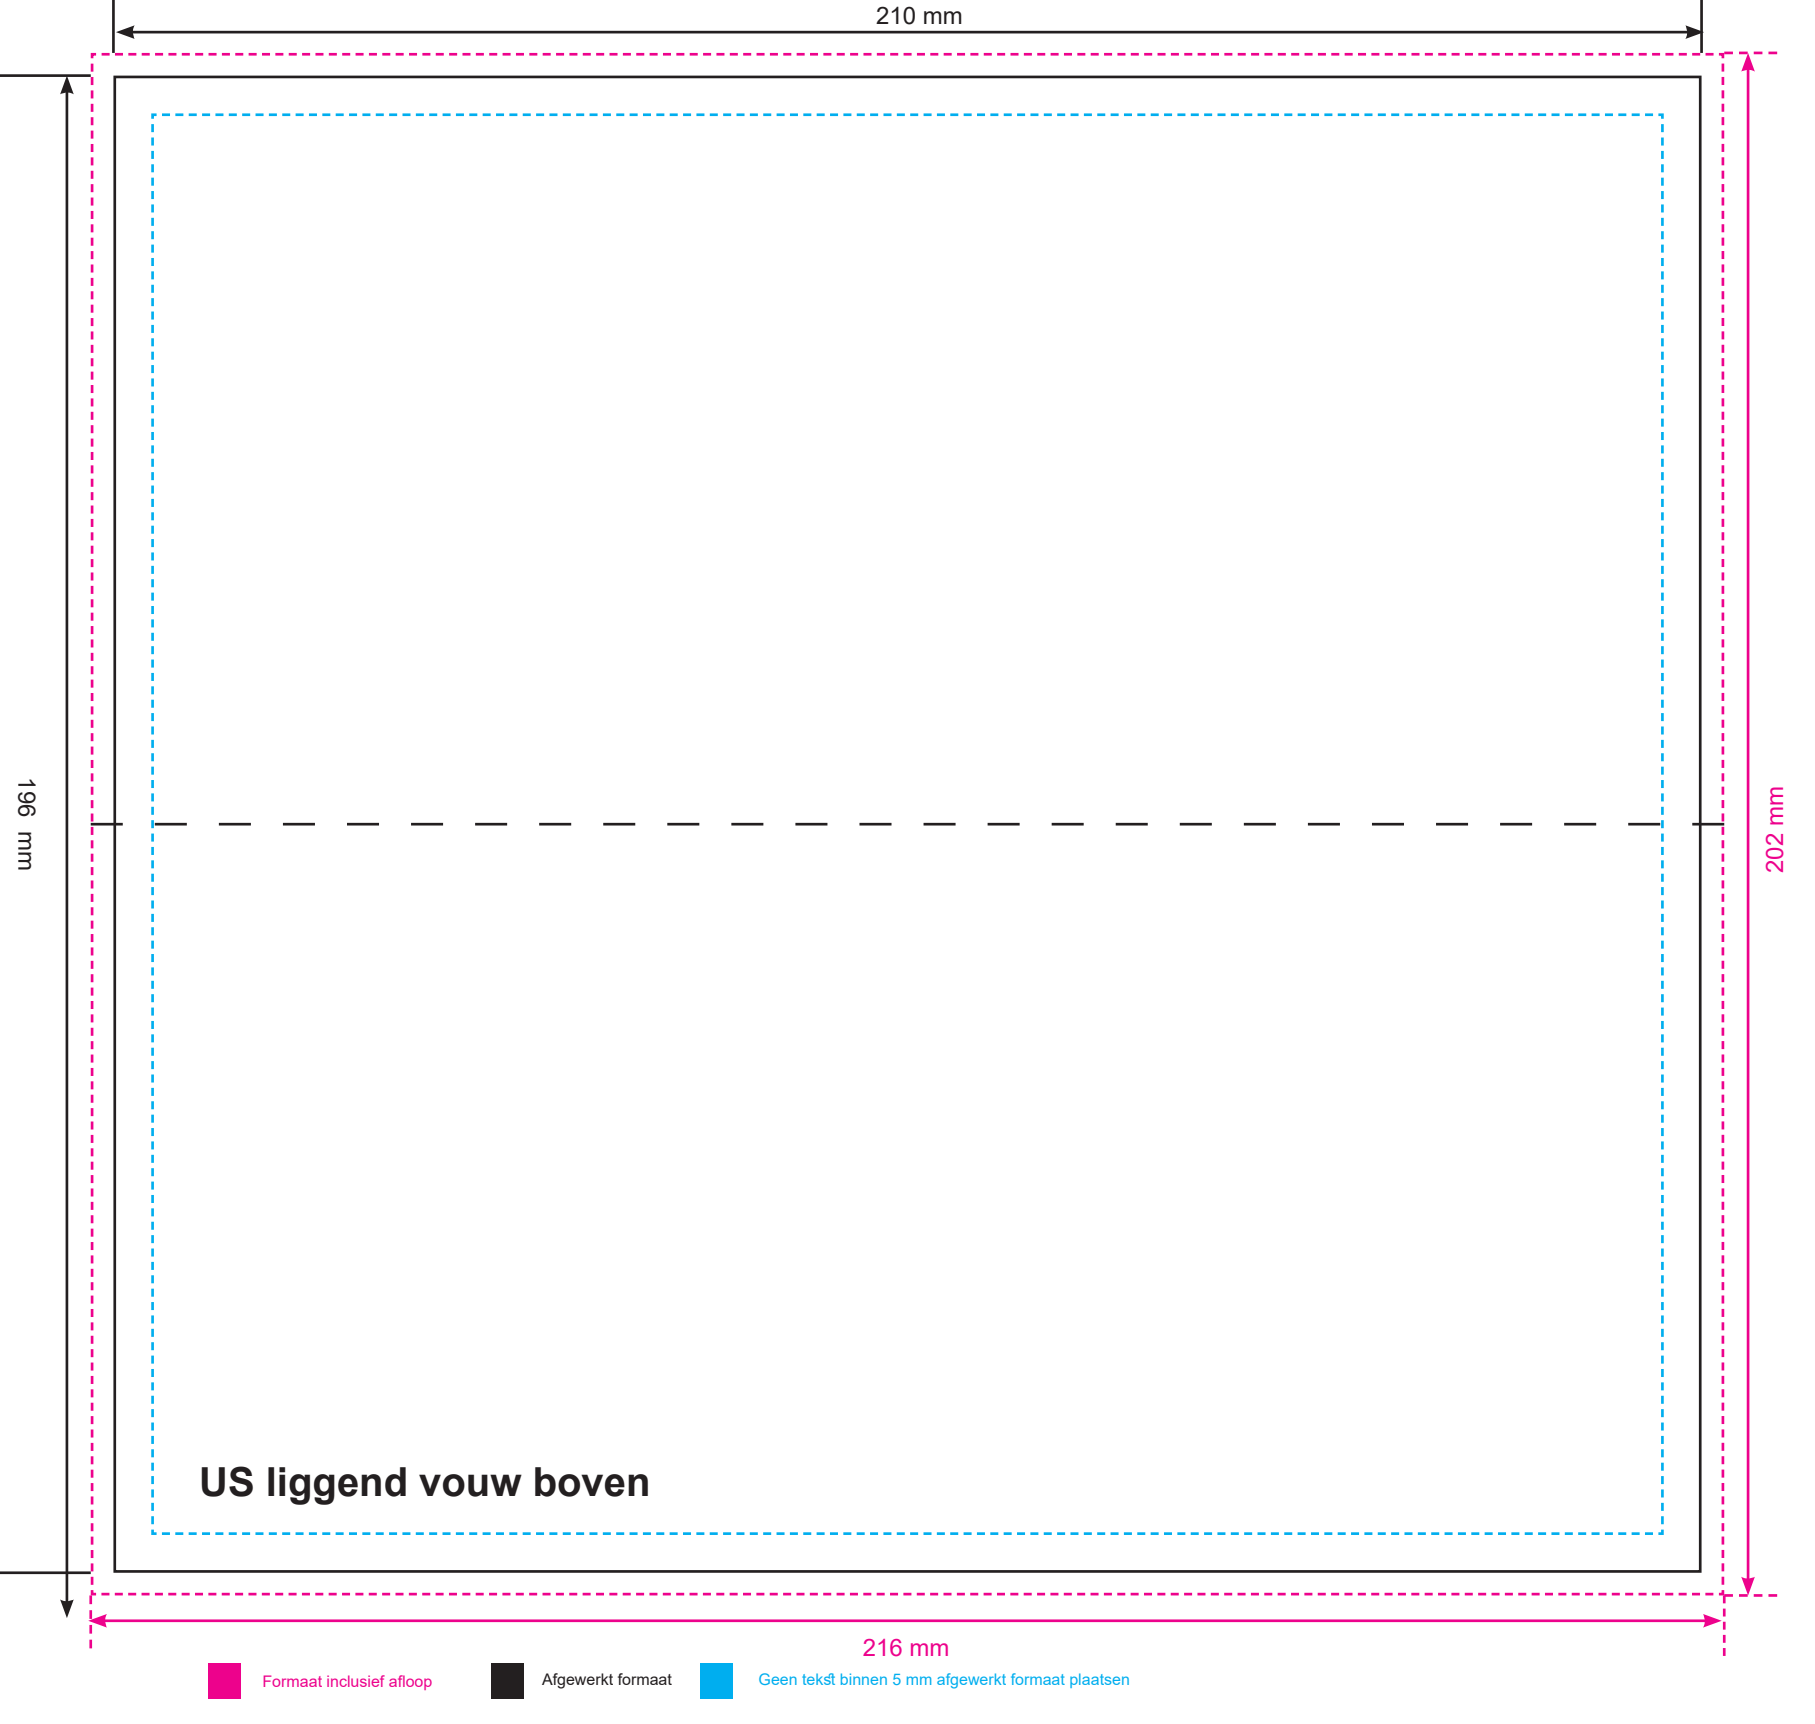 210 mm
196 mm
202 mm
US liggend vouw boven
216 mm
Formaat inclusief afloop
Afgewerkt formaat
Geen tekst binnen 5 mm afgewerkt formaat plaatsen